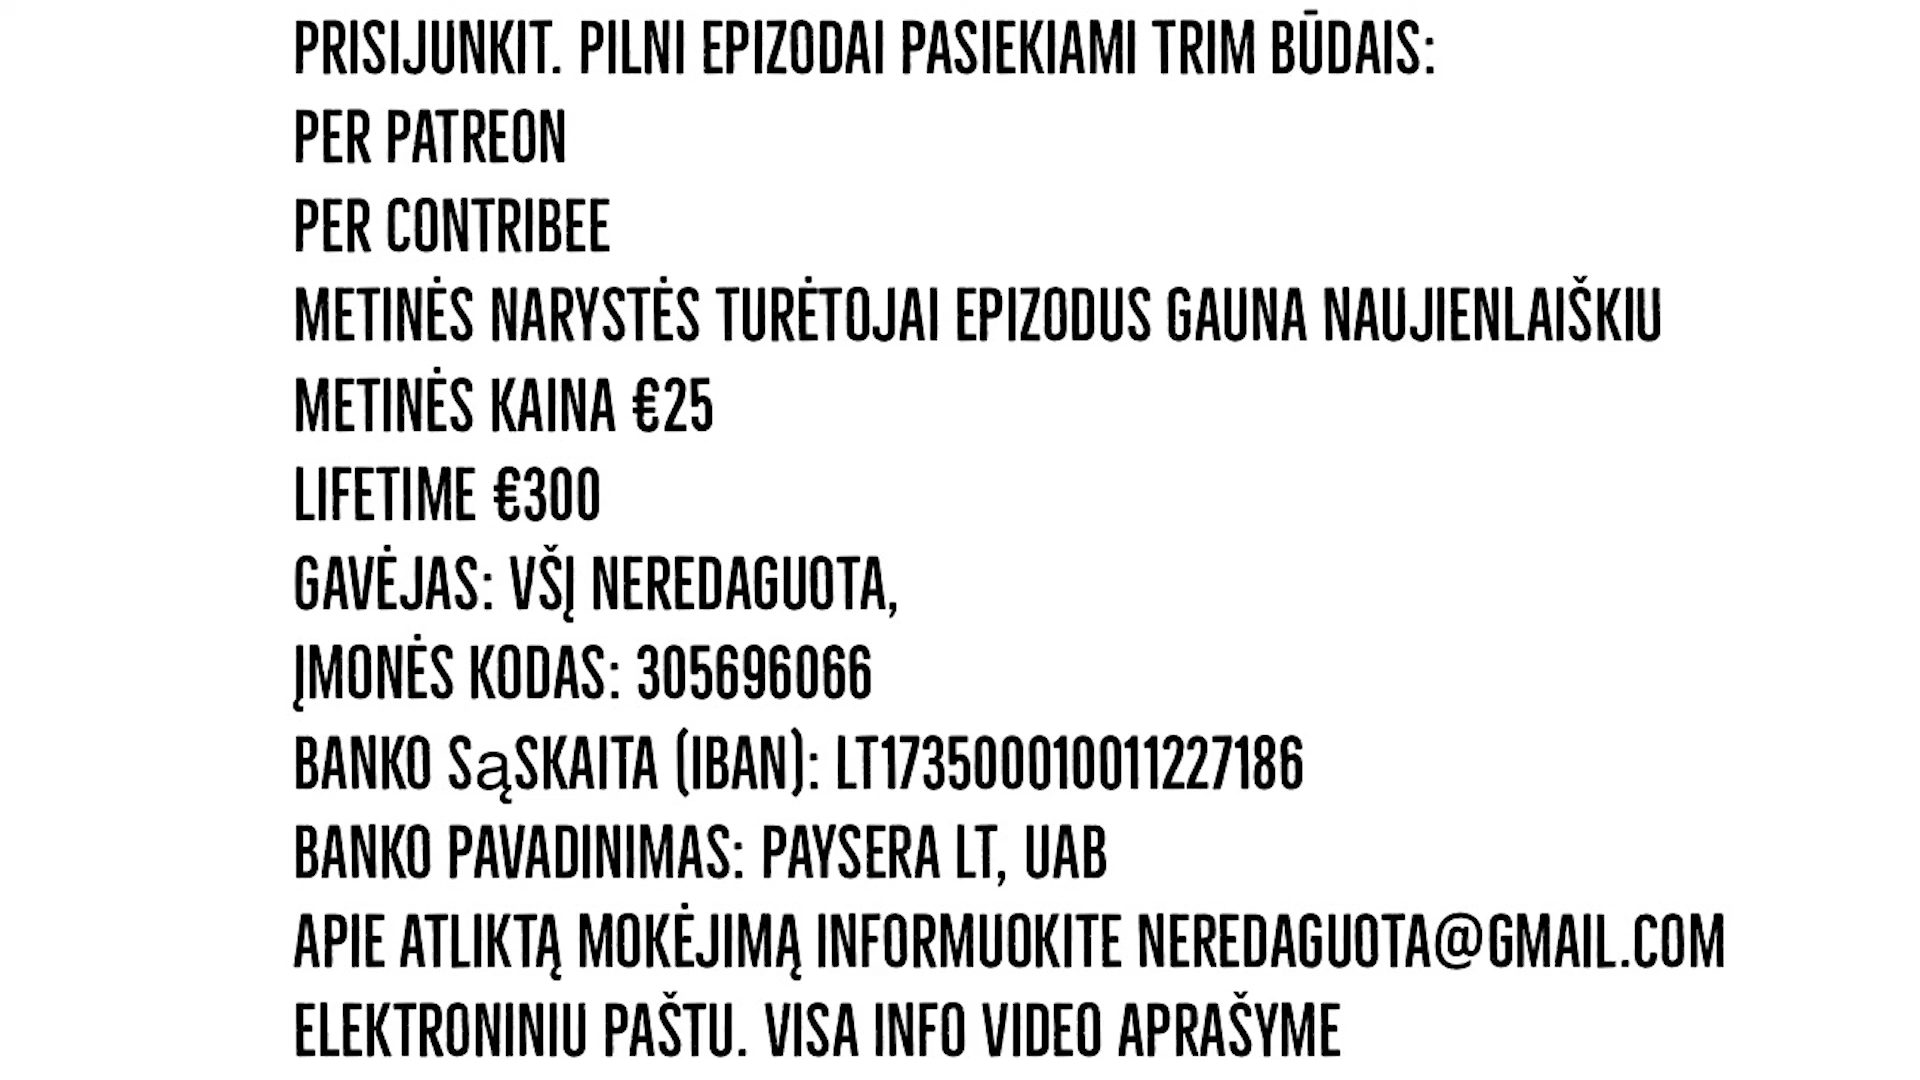 PRISIJUNKIT. PILNI EPIZODAI PASIEKIAMI TRIM BŪDAIS:
PER PATREON
PER CONTRIBEE
METINĖS NARYSTĖS TURĖTOJAI EPIZODUS GAUNA NAUJIENLAIŠKIU
METINĖS KAINA €25
LIFETIME €300
GAVĖJAS: VŠĮ NEREDAGUOTA,
ĮMONĖS KODAS: 305696066
BANKO SąSKAITA (IBAN): LT173500010011227186
BANKO PAVADINIMAS: PAYSERA LT, UAB
APIE ATLIKTĄ MOKĖJIMĄ INFORMUOKITE NEREDAGUOTA@GMAIL.COM
ELEKTRONINIU PAŠTU. VISA INFO VIDEO APRAŠYME